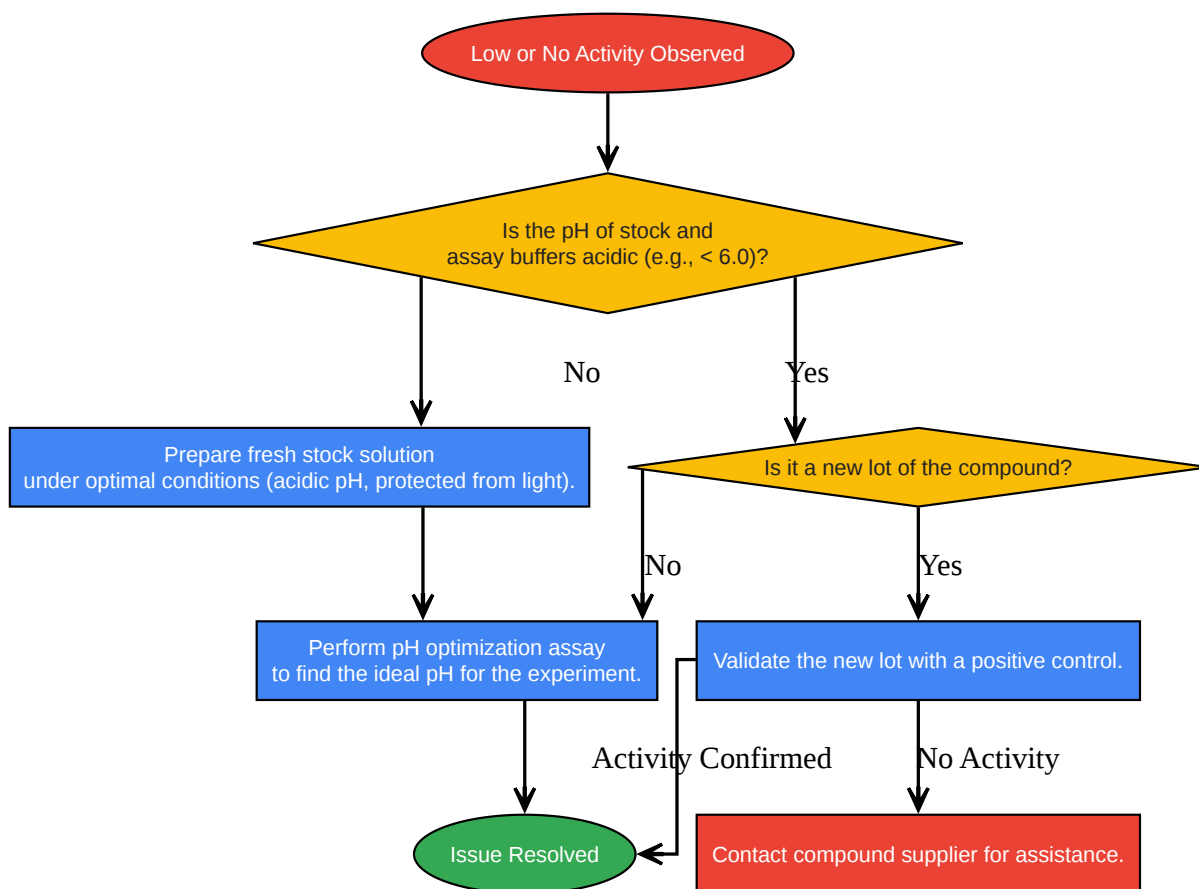 Low or No Activity Observed
Is the pH of stock and
assay buffers acidic (e.g., < 6.0)?
No
Yes
Prepare fresh stock solution
under optimal conditions (acidic pH, protected from light).
Is it a new lot of the compound?
No
Yes
Perform pH optimization assay
to find the ideal pH for the experiment.
Validate the new lot with a positive control.
Activity Confirmed
No Activity
Issue Resolved
Contact compound supplier for assistance.